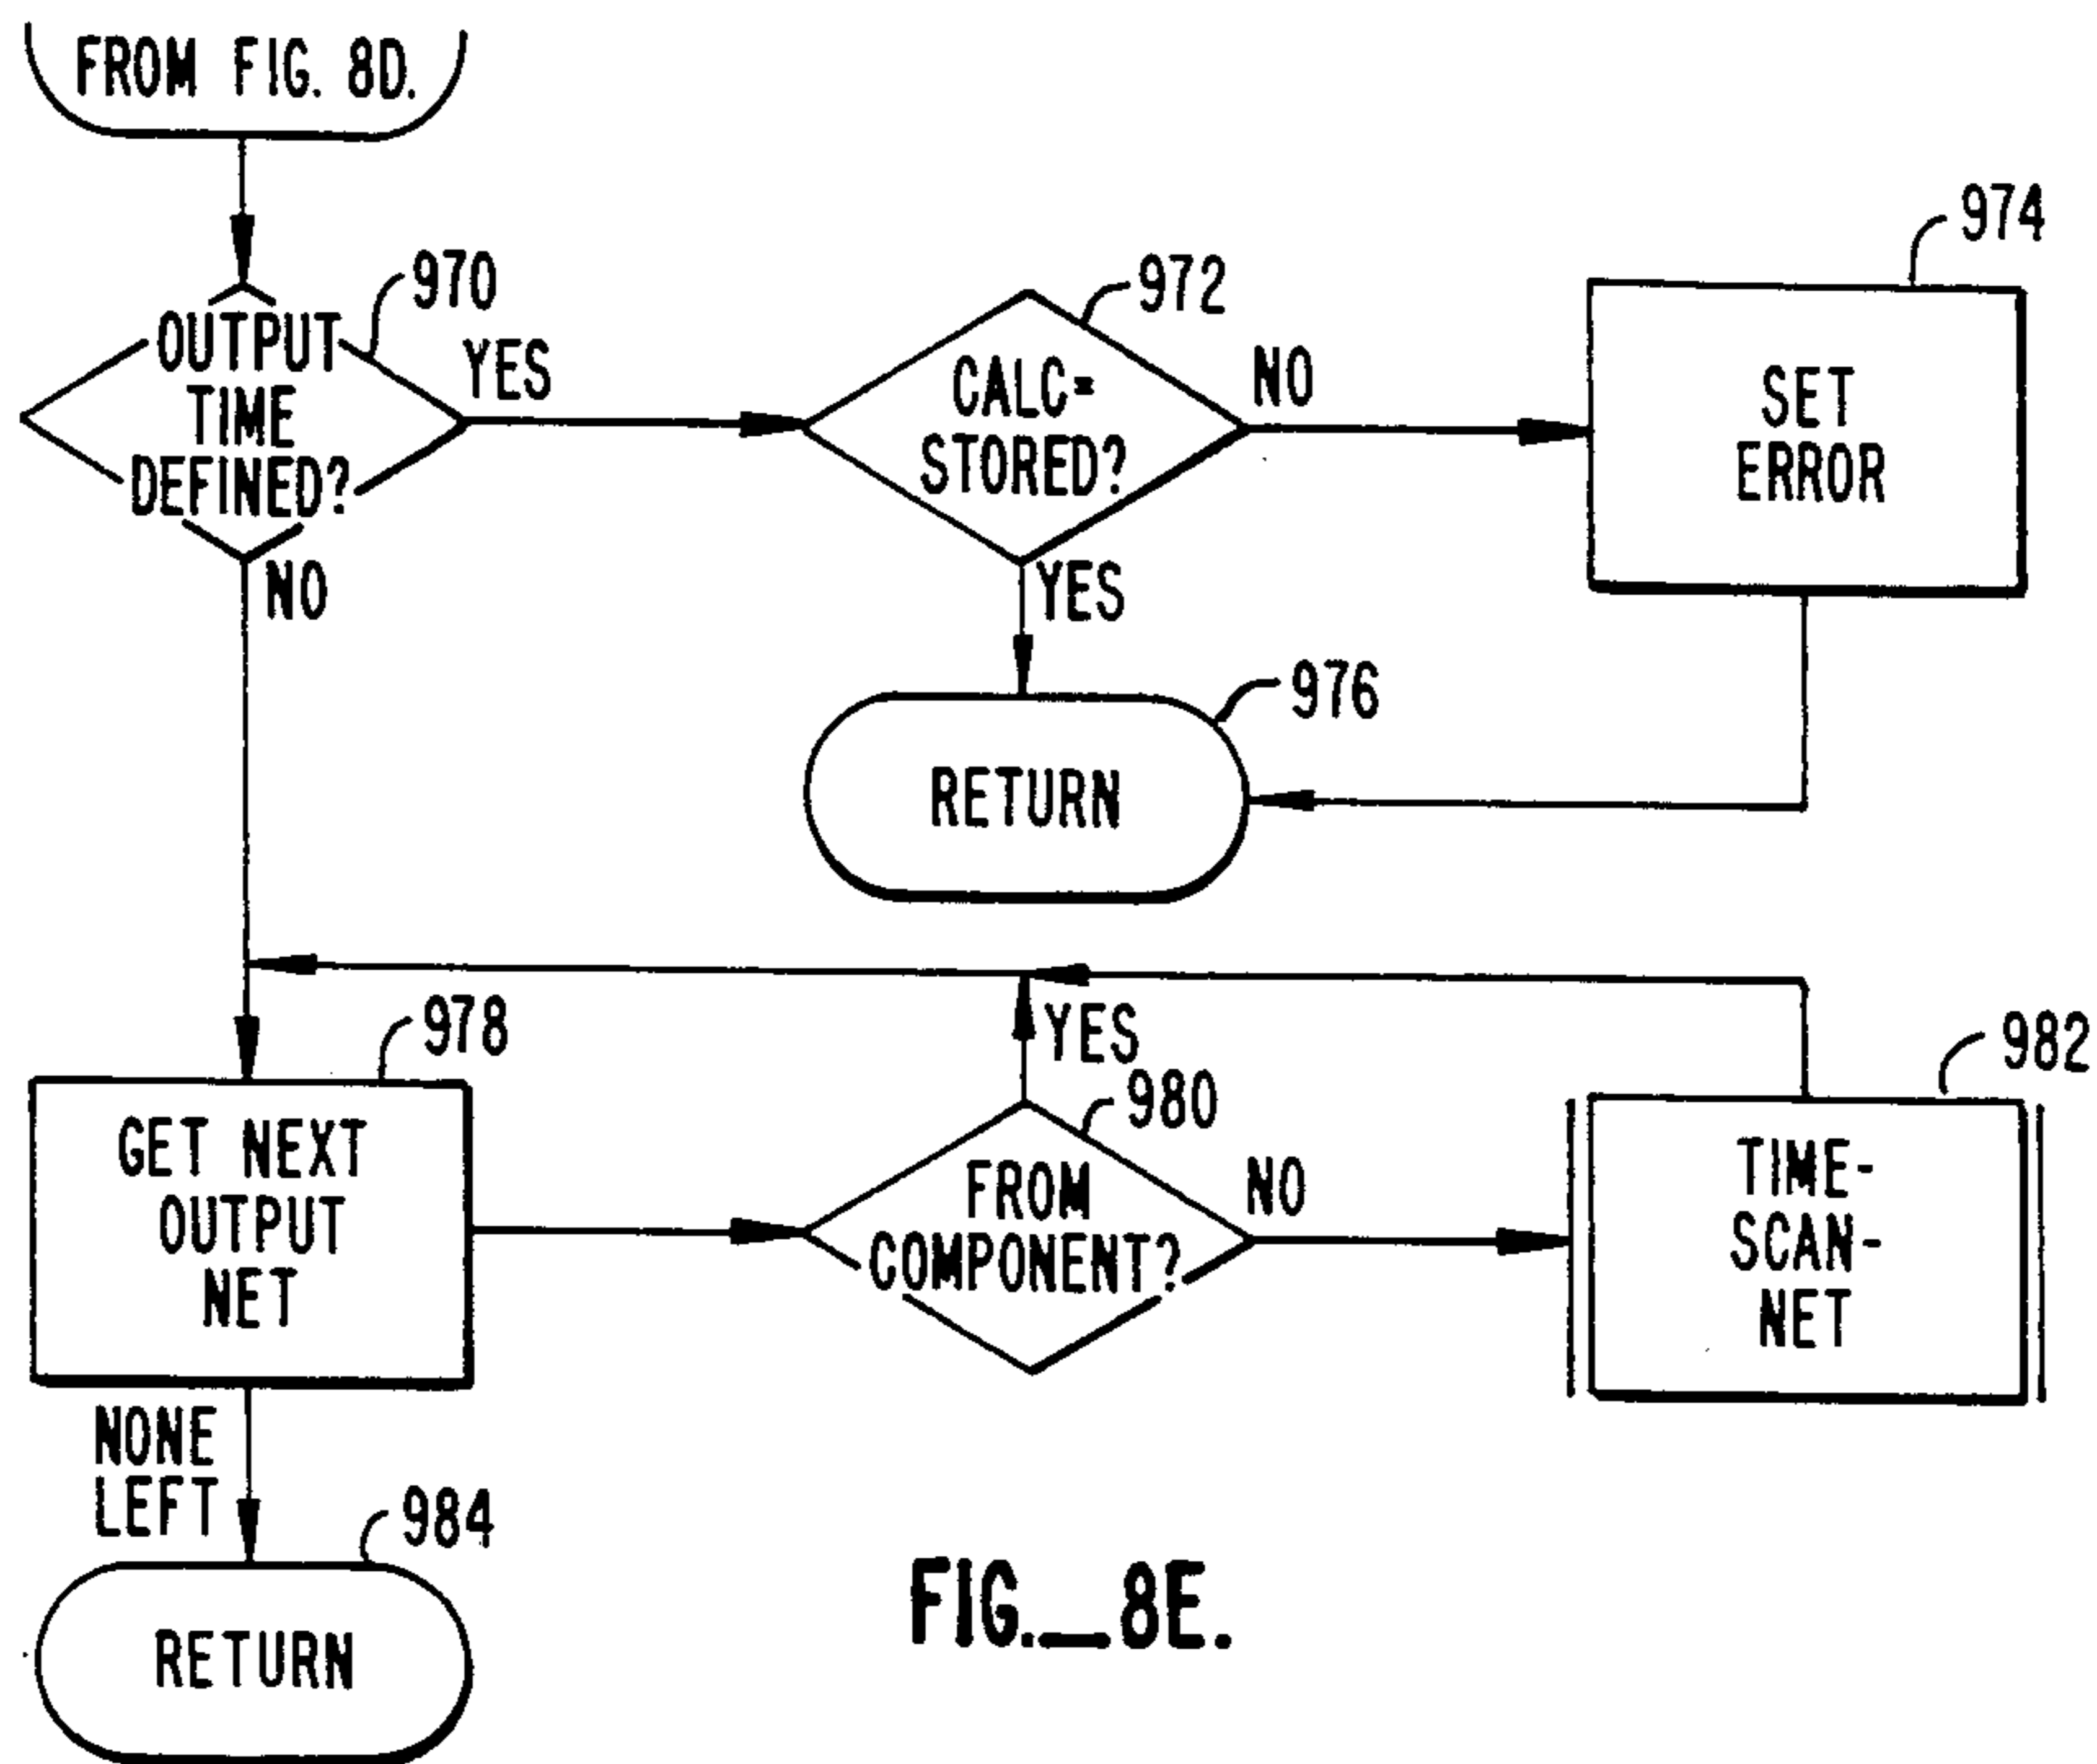 FROM FIG. 8D.
970
OUTPUT
TIME
DEFINED?
YES
NO
972
CALC=
STORED?
NO
YES
974
SET
ERROR
976
RETURN
978
GET NEXT
OUTPUT
NET
NONE
LEFT
YES
980
FROM
COMPONENT?
NO
982
TIME-
SCAN-
NET
984
RETURN
FIG._8E.